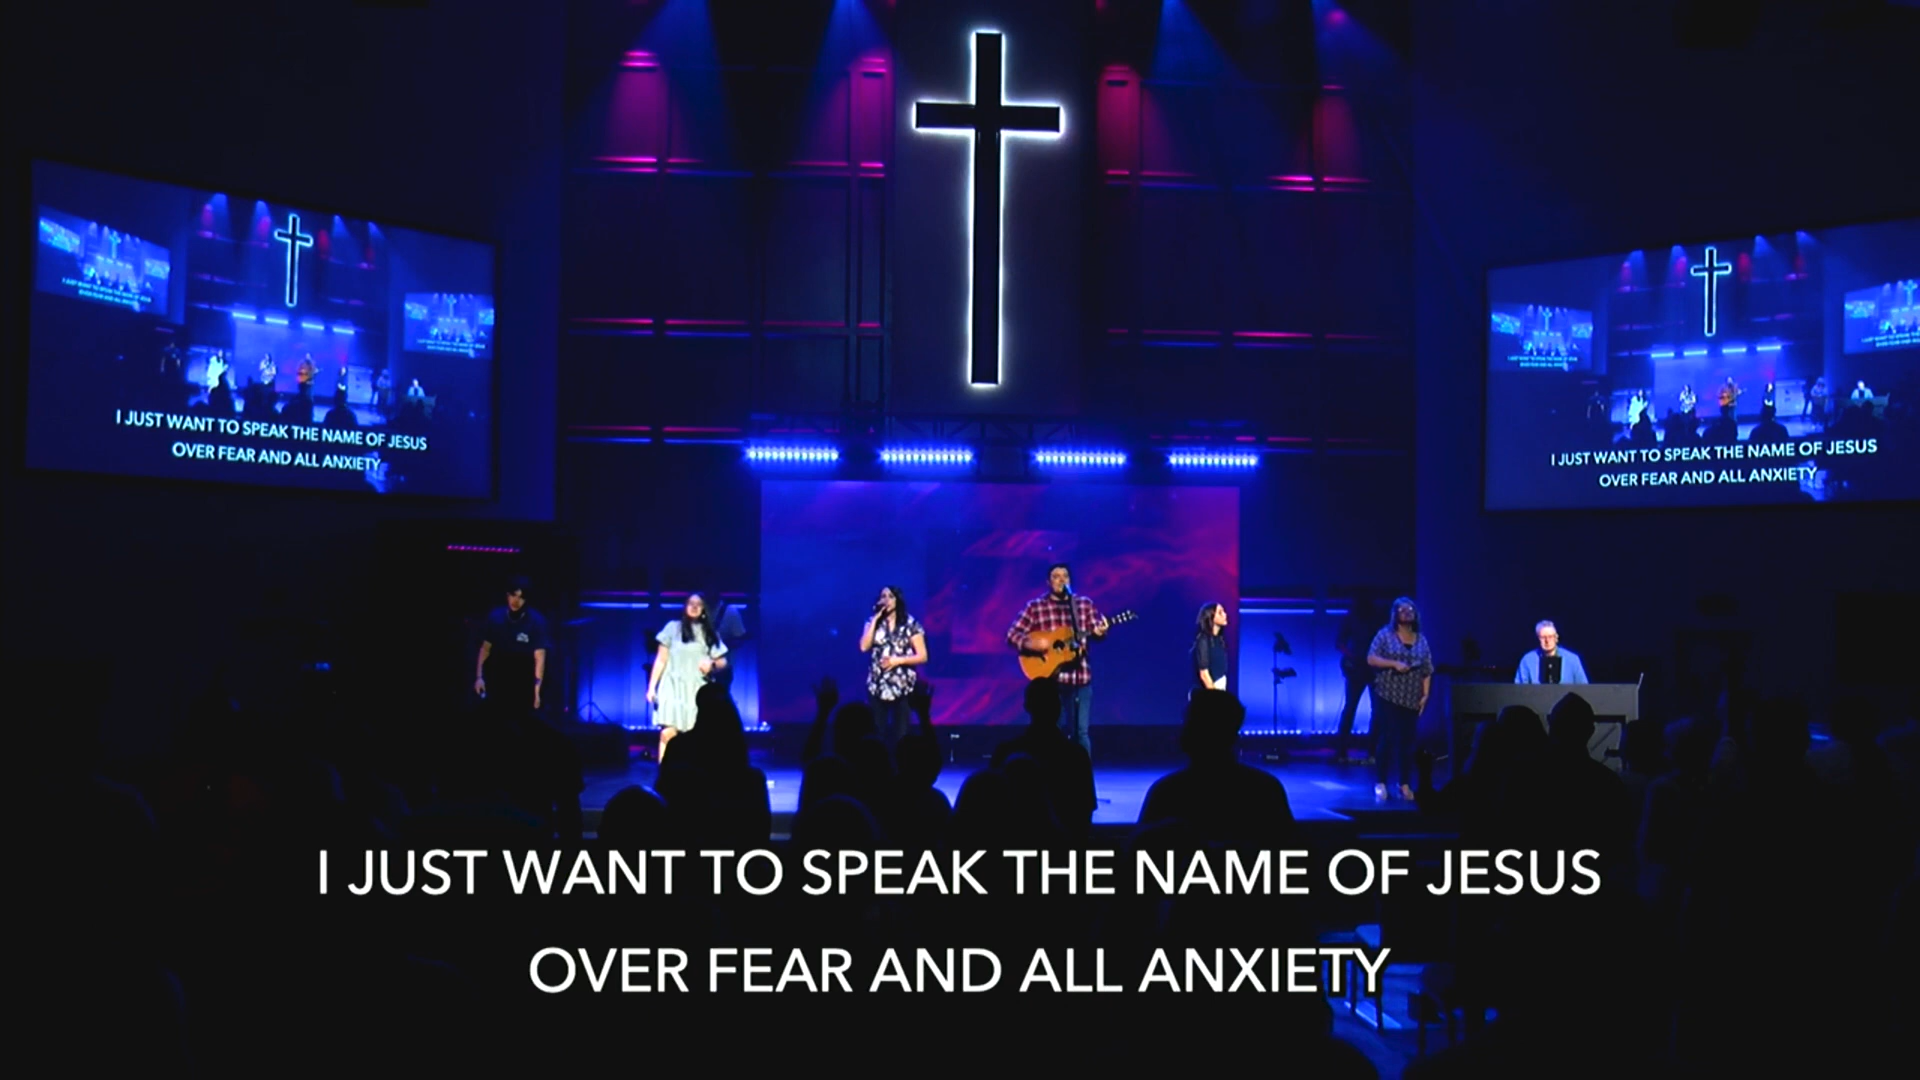 I JUST WANT TO SPEAK THE NAME OF JESUS
OVER FEAR AND ALL ANXIETY
I JUST WANT TO SPEAK THE NAME OF JESUS
OVER FEAR AND ALL ANXIETY
I JUST WANT TO SPEAK THE NAME OF JESUS
OVER FEAR AND ALL ANXIETY